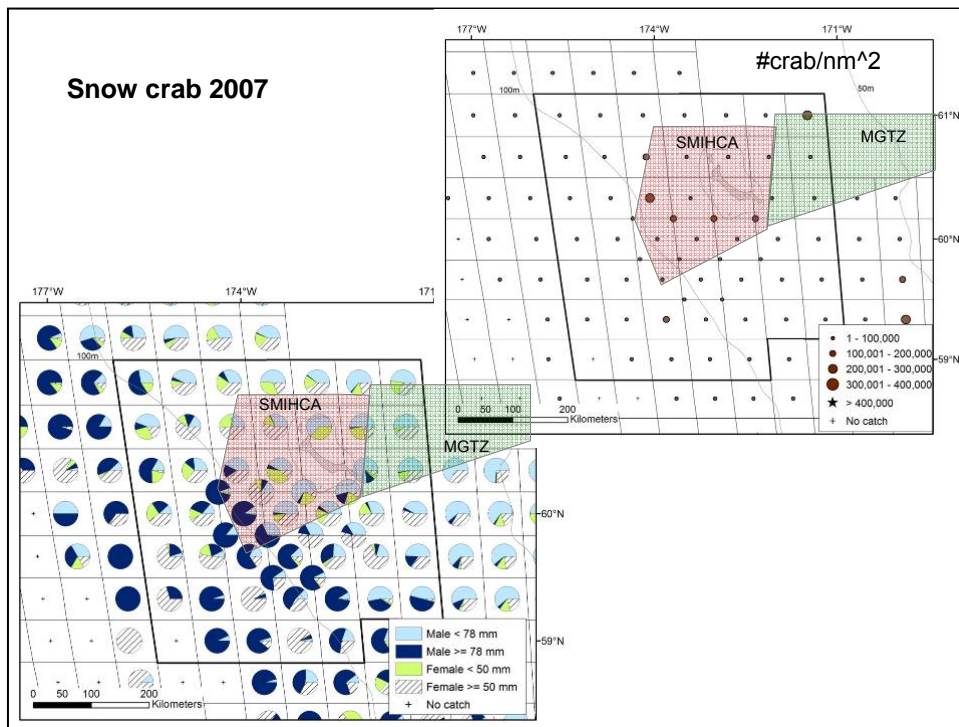 177°W
174°W
171°W
#crab/nm^2
Snow crab 2007
100m
50m
61°N
SMIHCA
MGTZ
60°N
59°N
1 - 100,000
100,001 - 200,000
200,001 - 300,000
300,001 - 400,000
> 400,000
No catch
0 50 100 200
Kilometers
177°W
174°W
171
100m
SMIHCA
MGTZ
60°N
59°N
Male < 78 mm
Male >= 78 mm
Female < 50 mm
Female >= 50 mm
No catch
0 50 100 200
Kilometers